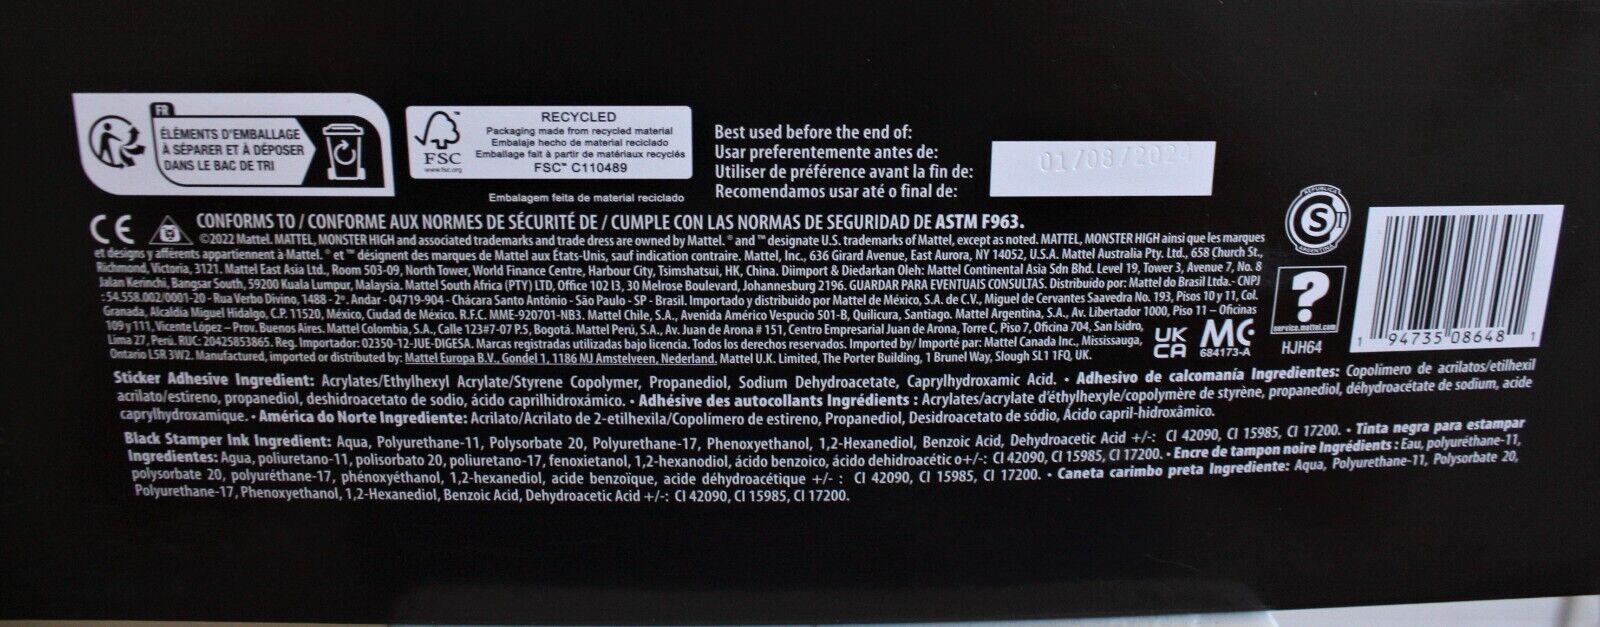 FR
ÉLÉMENTS D'EMBALLAGE
À SÉPARER ET À DÉPOSER
DANS LE BAC DE TRI
FSC
www.fsc.org
RECYCLED
Packaging made from recycled material
Embalaje hecho de material reciclado
Emballage fait à partir de matériaux recyclés
FSC™ C110489
Embalagem feita de material reciclado
Best used before the end of:
Usar preferentemente antes de:
Utiliser de préférence avant la fin de:
Recomendamos usar até o final de:
01/08/2024
CE CONFORMS TO / CONFORME AUX NORMES DE SÉCURITÉ DE / CUMPLE CON LAS NORMAS DE SEGURIDAD DE ASTM F963.
©2022 Mattel. MATTEL, MONSTER HIGH and associated trademarks and trade dress are owned by Mattel. ® and ™ designate U.S. trademarks of Mattel, except as noted. MATTEL, MONSTER HIGH ainsi que les marques
et designs y afférents appartiennent à Mattel. ® et ™ désignent des marques de Mattel aux États-Unis, sauf indication contraire. Mattel, Inc., 636 Girard Avenue, East Aurora, NY 14052, U.S.A. Mattel Australia Pty. Ltd., 658 Church St.,
Richmond, Victoria, 3121. Mattel East Asia Ltd., Room 503-09, North Tower, World Finance Centre, Harbour City, Tsimshatsui, HK, China. Diimport & Diedarkan Oleh: Mattel Continental Asia Sdn Bhd. Level 19, Tower 3, Avenue 7, No. 8
Jalan Kerinchi, Bangsar South, 59200 Kuala Lumpur, Malaysia. Mattel South Africa (PTY) LTD, Office 102 I3, 30 Melrose Boulevard, Johannesburg 2196. GUARDAR PARA EVENTUAIS CONSULTAS. Distribuído por: Mattel do Brasil Ltda.- CNPJ
: 54.558.002/0001-20 - Rua Verbo Divino, 1488 - 2º. Andar - 04719-904 - Chácara Santo Antônio - São Paulo - SP - Brasil. Importado y distribuido por Mattel de México, S.A. de C.V., Miguel de Cervantes Saavedra No. 193, Pisos 10 y 11, Col.
Granada, Alcaldía Miguel Hidalgo, C.P. 11520, México, Ciudad de México. R.F.C. MME-920701-NB3. Mattel Chile, S.A., Avenida Américo Vespucio 501-B, Quilicura, Santiago. Mattel Argentina, S.A., Av. Libertador 1000, Piso 11 – Oficinas
109 y 111, Vicente López – Prov. Buenos Aires. Mattel Colombia, S.A., Calle 123#7-07 P.5, Bogotá. Mattel Perú, S.A., Av. Juan de Arona # 151, Centro Empresarial Juan de Arona, Torre C, Piso 7, Oficina 704, San Isidro,
Lima 27, Perú. RUC: 20425853865. Reg. Importador: 02350-12-JUE-DIGESA. Marcas registradas utilizadas bajo licencia. Todos los derechos reservados. Imported by/ Importé par : Mattel Canada Inc., Mississauga,
Ontario L5R 3W2. Manufactured, imported or distributed by: Mattel Europa B.V., Gondel 1, 1186 MJ Amstelveen, Nederland. Mattel U.K. Limited, The Porter Building, 1 Brunel Way, Slough SL1 1FQ, UK.
UK
CA
MC
684173-A
REPUBLICA
S
ARGENTINA
?
service.mattel.com
HJH64
1 94735 08648 1
Sticker Adhesive Ingredient: Acrylates/Ethylhexyl Acrylate/Styrene Copolymer, Propanediol, Sodium Dehydroacetate, Caprylhydroxamic Acid. • Adhesivo de calcomanía Ingredientes: Copolímero de acrilatos/etilhexil
acrilato/estireno, propanediol, deshidroacetato de sodio, ácido caprilhidroxámico. • Adhésive des autocollants Ingrédients : Acrylates/acrylate d'éthylhexyle/copolymère de styrène, propanediol, déhydroacétate de sodium, acide
caprylhydroxamique. • América do Norte Ingrediente: Acrilato/Acrilato de 2-etilhexila/Copolímero de estireno, Propanediol, Desidroacetato de sódio, Ácido capril-hidroxâmico.
Black Stamper Ink Ingredient: Aqua, Polyurethane-11, Polysorbate 20, Polyurethane-17, Phenoxyethanol, 1,2-Hexanediol, Benzoic Acid, Dehydroacetic Acid +/-: CI 42090, CI 15985, CI 17200. • Tinta negra para estampar
Ingredientes: Agua, poliuretano-11, polisorbato 20, poliuretano-17, fenoxietanol, 1,2-hexanodiol, ácido benzoico, ácido dehidroacétic o+/-: CI 42090, CI 15985, CI 17200. • Encre de tampon noire Ingrédients : Eau, polyuréthane-11,
polysorbate 20, polyuréthane-17, phénoxyéthanol, 1,2-hexanediol, acide benzoïque, acide déhydroacétique +/- : CI 42090, CI 15985, CI 17200. • Caneta carimbo preta Ingrediente: Aqua, Polyurethane-11, Polysorbate 20,
Polyurethane-17, Phenoxyethanol, 1,2-Hexanediol, Benzoic Acid, Dehydroacetic Acid +/-: CI 42090, CI 15985, CI 17200.